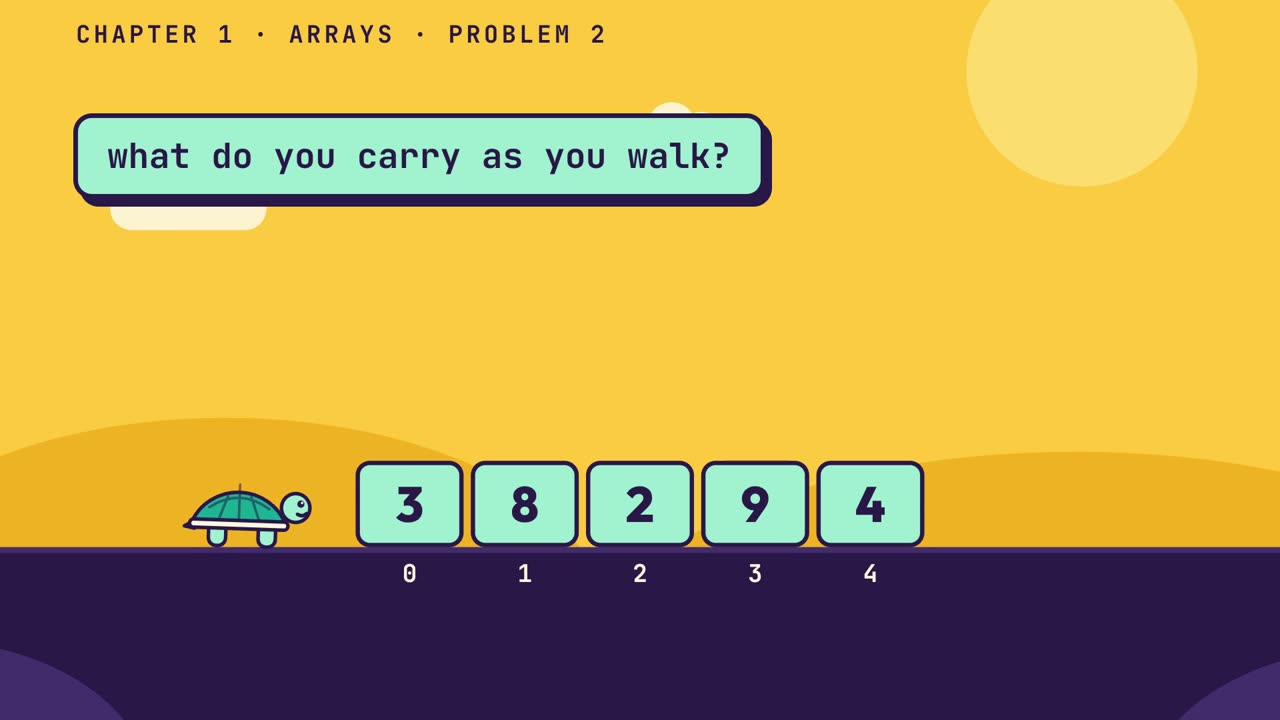 CHAPTER 1 · ARRAYS · PROBLEM 2
what do you carry as you walk?
3 8 2 9 4
0 1 2 3 4